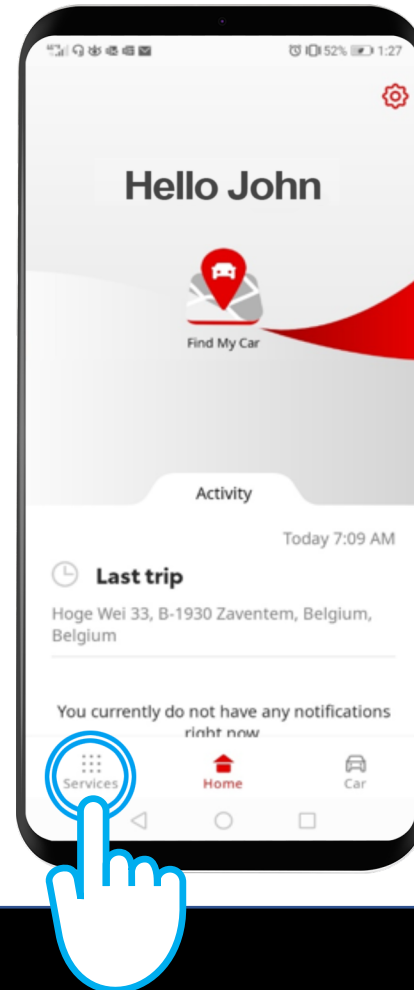 52% 1:27
Hello John
Find My Car
Activity
Today 7:09 AM
Last trip
Hoge Wei 33, B-1930 Zaventem, Belgium,
Belgium
You currently do not have any notifications
right now
Services Home Car